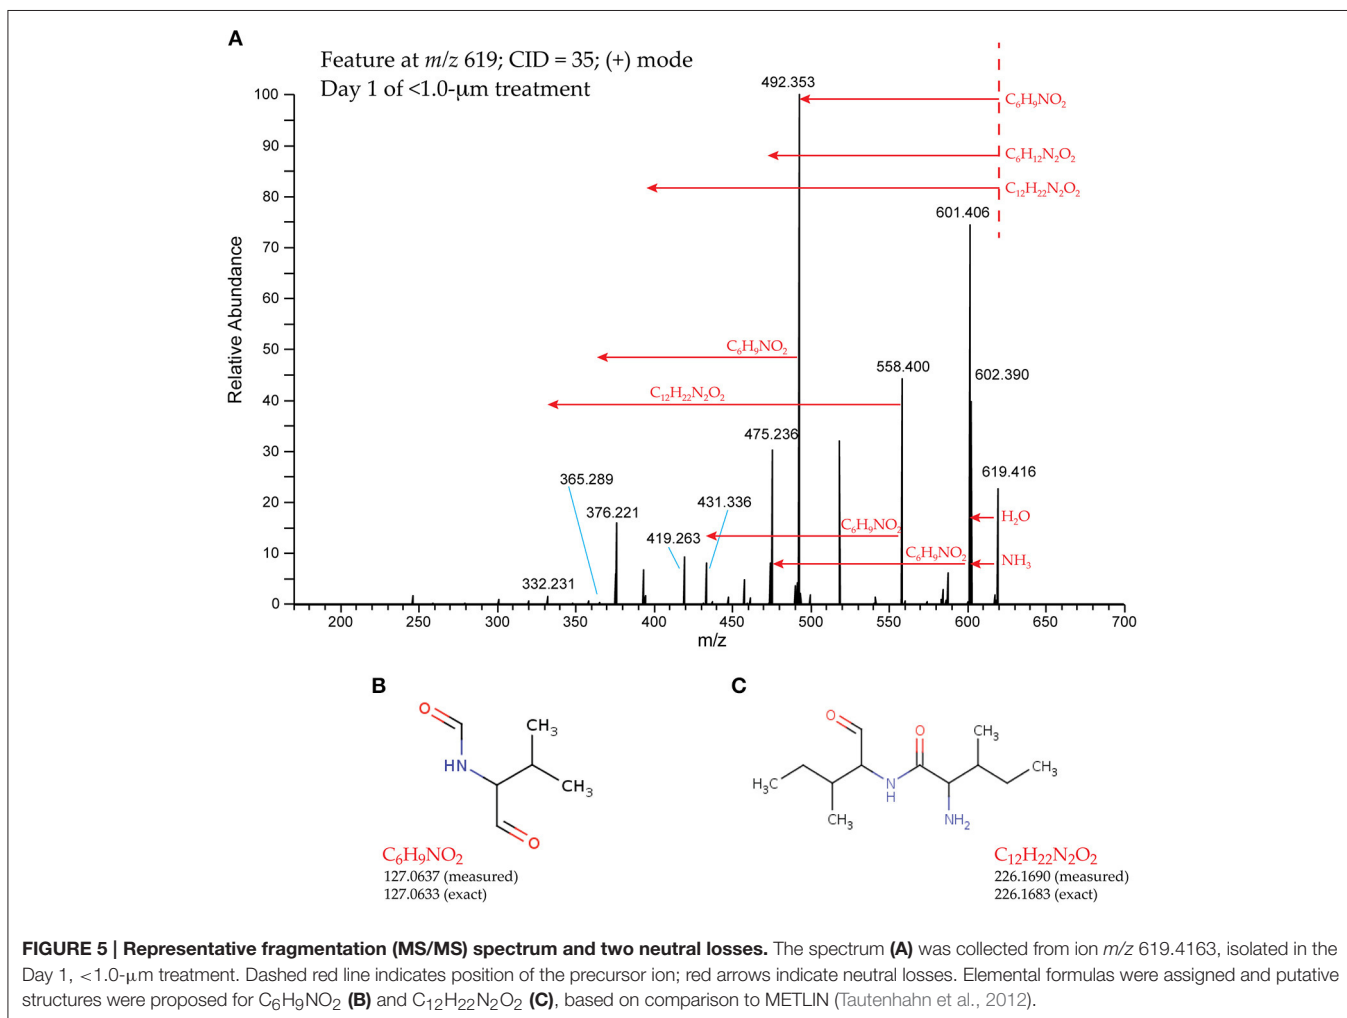 A
Feature at m/z 619; CID = 35; (+) mode
Day 1 of <1.0-μm treatment
Relative Abundance
100
90
80
70
60
50
40
30
20
10
0
492.353
C₆H₉NO₂
C₆H₁₂N₂O₂
C₁₂H₂₂N₂O₂
601.406
C₆H₉NO₂
558.400
602.390
C₁₂H₂₂N₂O₂
475.236
619.416
365.289
376.221
431.336
419.263
C₆H₉NO₂
H₂O
332.231
C₆H₉NO₂
NH₃
200 250 300 350 400 450 500 550 600 650 700
m/z
B
O
HN
CH₃
CH₃
O
C₆H₉NO₂
127.0637 (measured)
127.0633 (exact)
C
O
O
CH₃
CH₃
H₃C
N
H
CH₃
NH₂
C₁₂H₂₂N₂O₂
226.1690 (measured)
226.1683 (exact)
FIGURE 5 | Representative fragmentation (MS/MS) spectrum and two neutral losses. The spectrum (A) was collected from ion m/z 619.4163, isolated in the
Day 1, <1.0-μm treatment. Dashed red line indicates position of the precursor ion; red arrows indicate neutral losses. Elemental formulas were assigned and putative
structures were proposed for C₆H₉NO₂ (B) and C₁₂H₂₂N₂O₂ (C), based on comparison to METLIN (Tautenhahn et al., 2012).